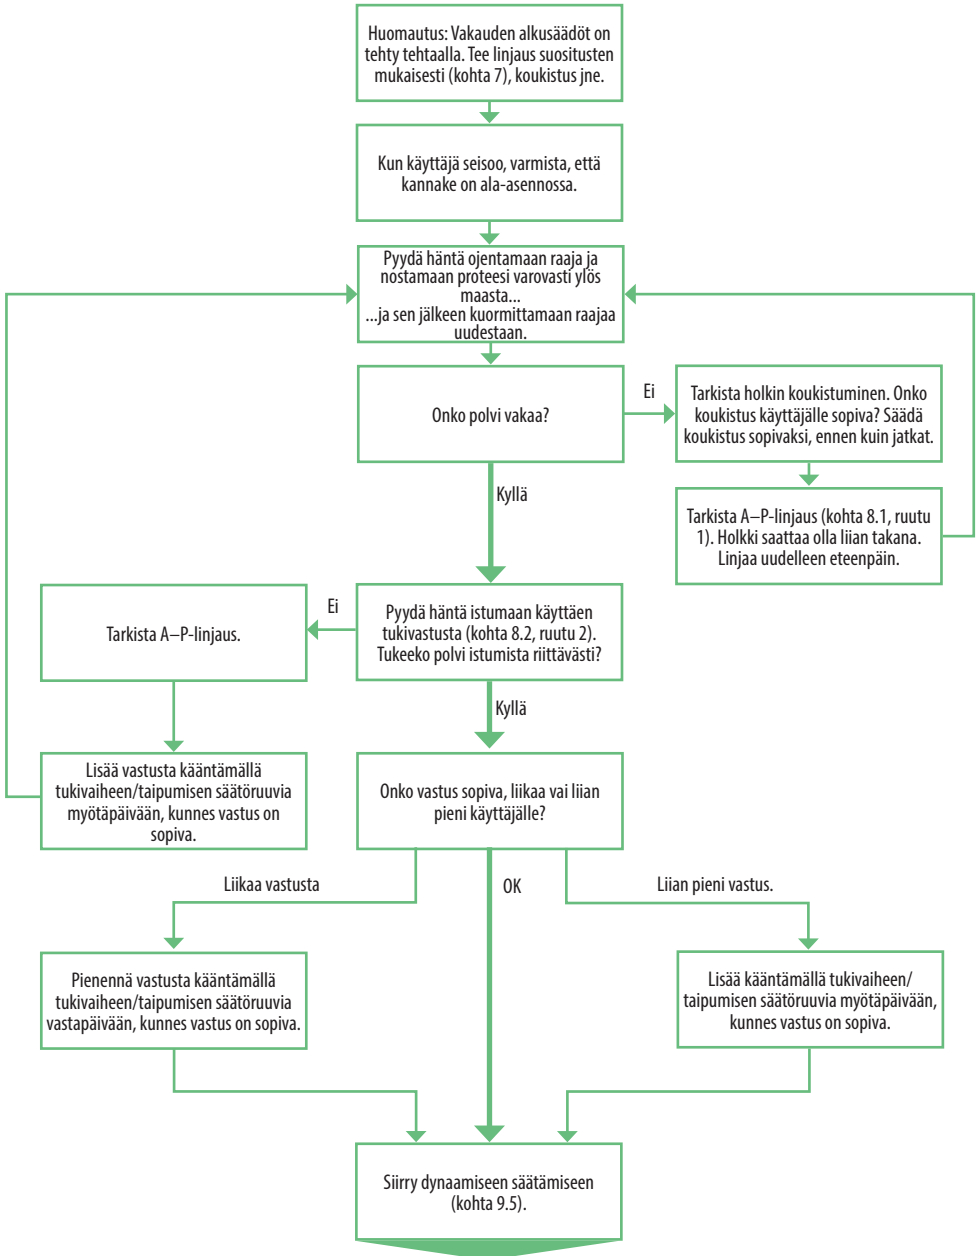 Huomautus: Vakauden alkusäädöt on
tehty tehtaalla. Tee linjaus suositusten
mukaisesti (kohta 7), koukistus jne.
Kun käyttäjä seisoo, varmista, että
kannake on ala-asennossa.
Pyydä häntä ojentamaan raaja ja
nostamaan proteesi varovasti ylös
maasta...
...ja sen jälkeen kuormittamaan raajaa
uudestaan.
Onko polvi vakaa?
Ei
Tarkista holkin koukistuminen. Onko
koukistus käyttäjälle sopiva? Säädä
koukistus sopivaksi, ennen kuin jatkat.
Kyllä
Tarkista A–P-linjaus (kohta 8.1, ruutu
1). Holkki saattaa olla liian takana.
Linjaa uudelleen eteenpäin.
Pyydä häntä istumaan käyttäen
tukivastusta (kohta 8.2, ruutu 2).
Tukeeko polvi istumista riittävästi?
Ei
Tarkista A–P-linjaus.
Kyllä
Lisää vastusta kääntämällä
tukivaiheen/taipumisen säätöruuvia
myötäpäivään, kunnes vastus on
sopiva.
Onko vastus sopiva, liikaa vai liian
pieni käyttäjälle?
Liikaa vastusta
OK
Liian pieni vastus.
Pienennä vastusta kääntämällä
tukivaiheen/taipumisen säätöruuvia
vastapäivään, kunnes vastus on sopiva.
Lisää kääntämällä tukivaiheen/
taipumisen säätöruuvia myötäpäivään,
kunnes vastus on sopiva.
Siirry dynaamiseen säätämiseen
(kohta 9.5).